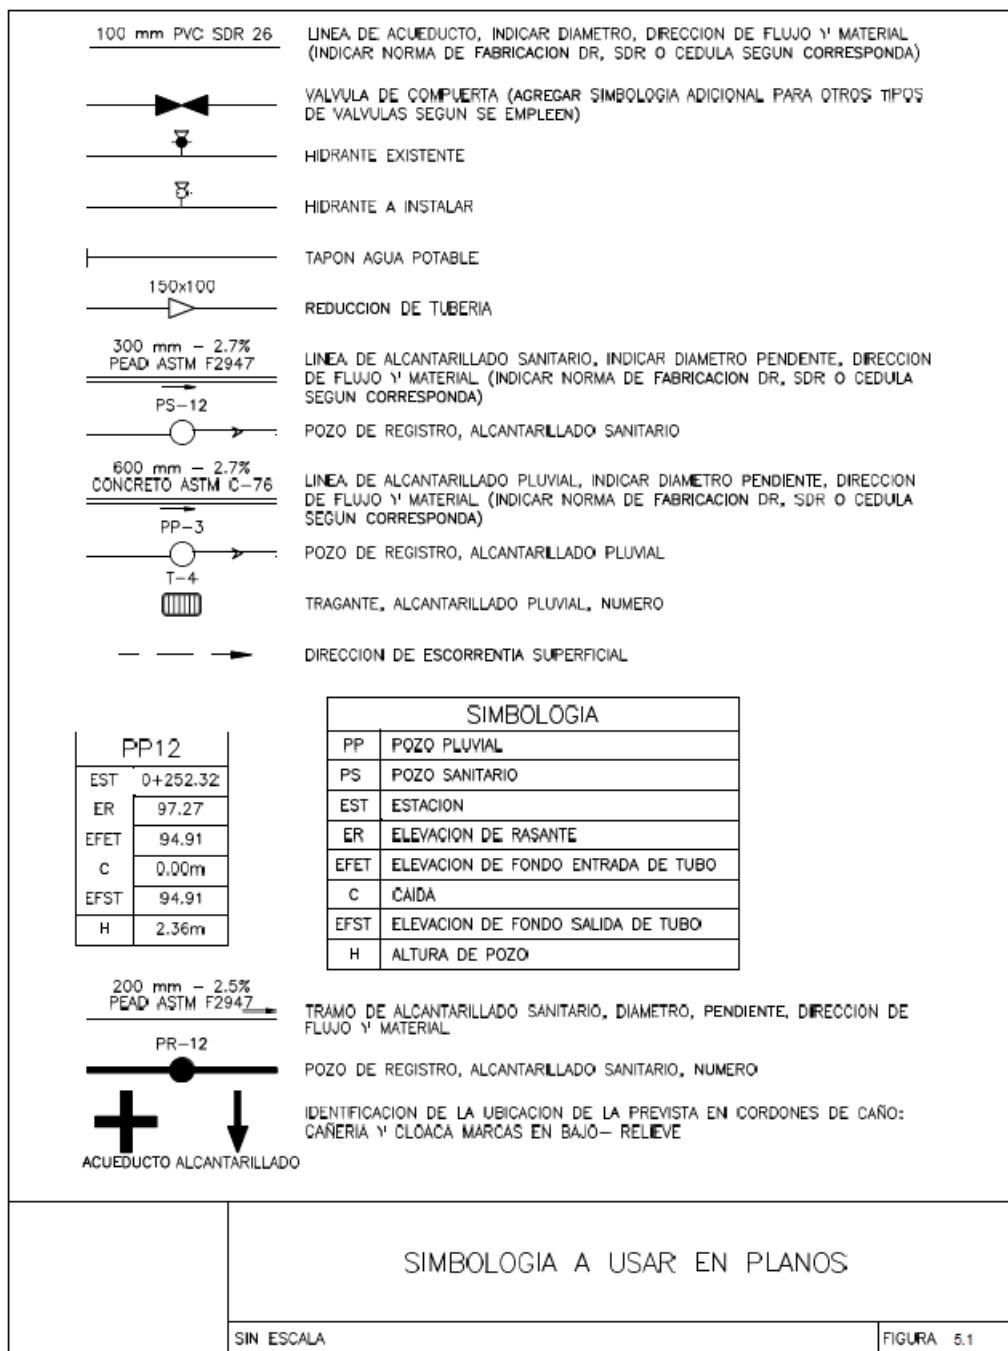 100 mm PVC SDR 26
LINEA DE ACUEDUCTO, INDICAR DIAMETRO, DIRECCION DE FLUJO Y MATERIAL
(INDICAR NORMA DE FABRICACION DR, SDR O CEDULA SEGUN CORRESPONDA)
VALVULA DE COMPUERTA (AGREGAR SIMBOLOGIA ADICIONAL PARA OTROS TIPOS
DE VALVULAS SEGUN SE EMPLEEN)
HIDRANTE EXISTENTE
HIDRANTE A INSTALAR
TAPON AGUA POTABLE
150x100
REDUCCION DE TUBERIA
300 mm – 2.7%
PEAD ASTM F2947
LINEA DE ALCANTARILLADO SANITARIO, INDICAR DIAMETRO PENDIENTE, DIRECCION
DE FLUJO Y MATERIAL (INDICAR NORMA DE FABRICACION DR, SDR O CEDULA
SEGUN CORRESPONDA)
PS–12
POZO DE REGISTRO, ALCANTARILLADO SANITARIO
600 mm – 2.7%
CONCRETO ASTM C–76
LINEA DE ALCANTARILLADO PLUVIAL, INDICAR DIAMETRO PENDIENTE, DIRECCION
DE FLUJO Y MATERIAL (INDICAR NORMA DE FABRICACION DR, SDR O CEDULA
SEGUN CORRESPONDA)
PP–3
POZO DE REGISTRO, ALCANTARILLADO PLUVIAL
T–4
TRAGANTE, ALCANTARILLADO PLUVIAL, NUMERO
DIRECCION DE ESCORRENTIA SUPERFICIAL
PP12
EST 0+252.32
ER 97.27
EFET 94.91
C 0.00m
EFST 94.91
H 2.36m
SIMBOLOGIA
PP POZO PLUVIAL
PS POZO SANITARIO
EST ESTACION
ER ELEVACION DE RASANTE
EFET ELEVACION DE FONDO ENTRADA DE TUBO
C CAIDA
EFST ELEVACION DE FONDO SALIDA DE TUBO
H ALTURA DE POZO
200 mm – 2.5%
PEAD ASTM F2947
TRAMO DE ALCANTARILLADO SANITARIO, DIAMETRO, PENDIENTE, DIRECCION DE
FLUJO Y MATERIAL
PR–12
POZO DE REGISTRO, ALCANTARILLADO SANITARIO, NUMERO
IDENTIFICACION DE LA UBICACION DE LA PREVISTA EN CORDONES DE CAÑO:
CAÑERIA Y CLOACA MARCAS EN BAJO– RELIEVE
ACUEDUCTO ALCANTARILLADO
SIMBOLOGIA A USAR EN PLANOS
SIN ESCALA
FIGURA 5.1